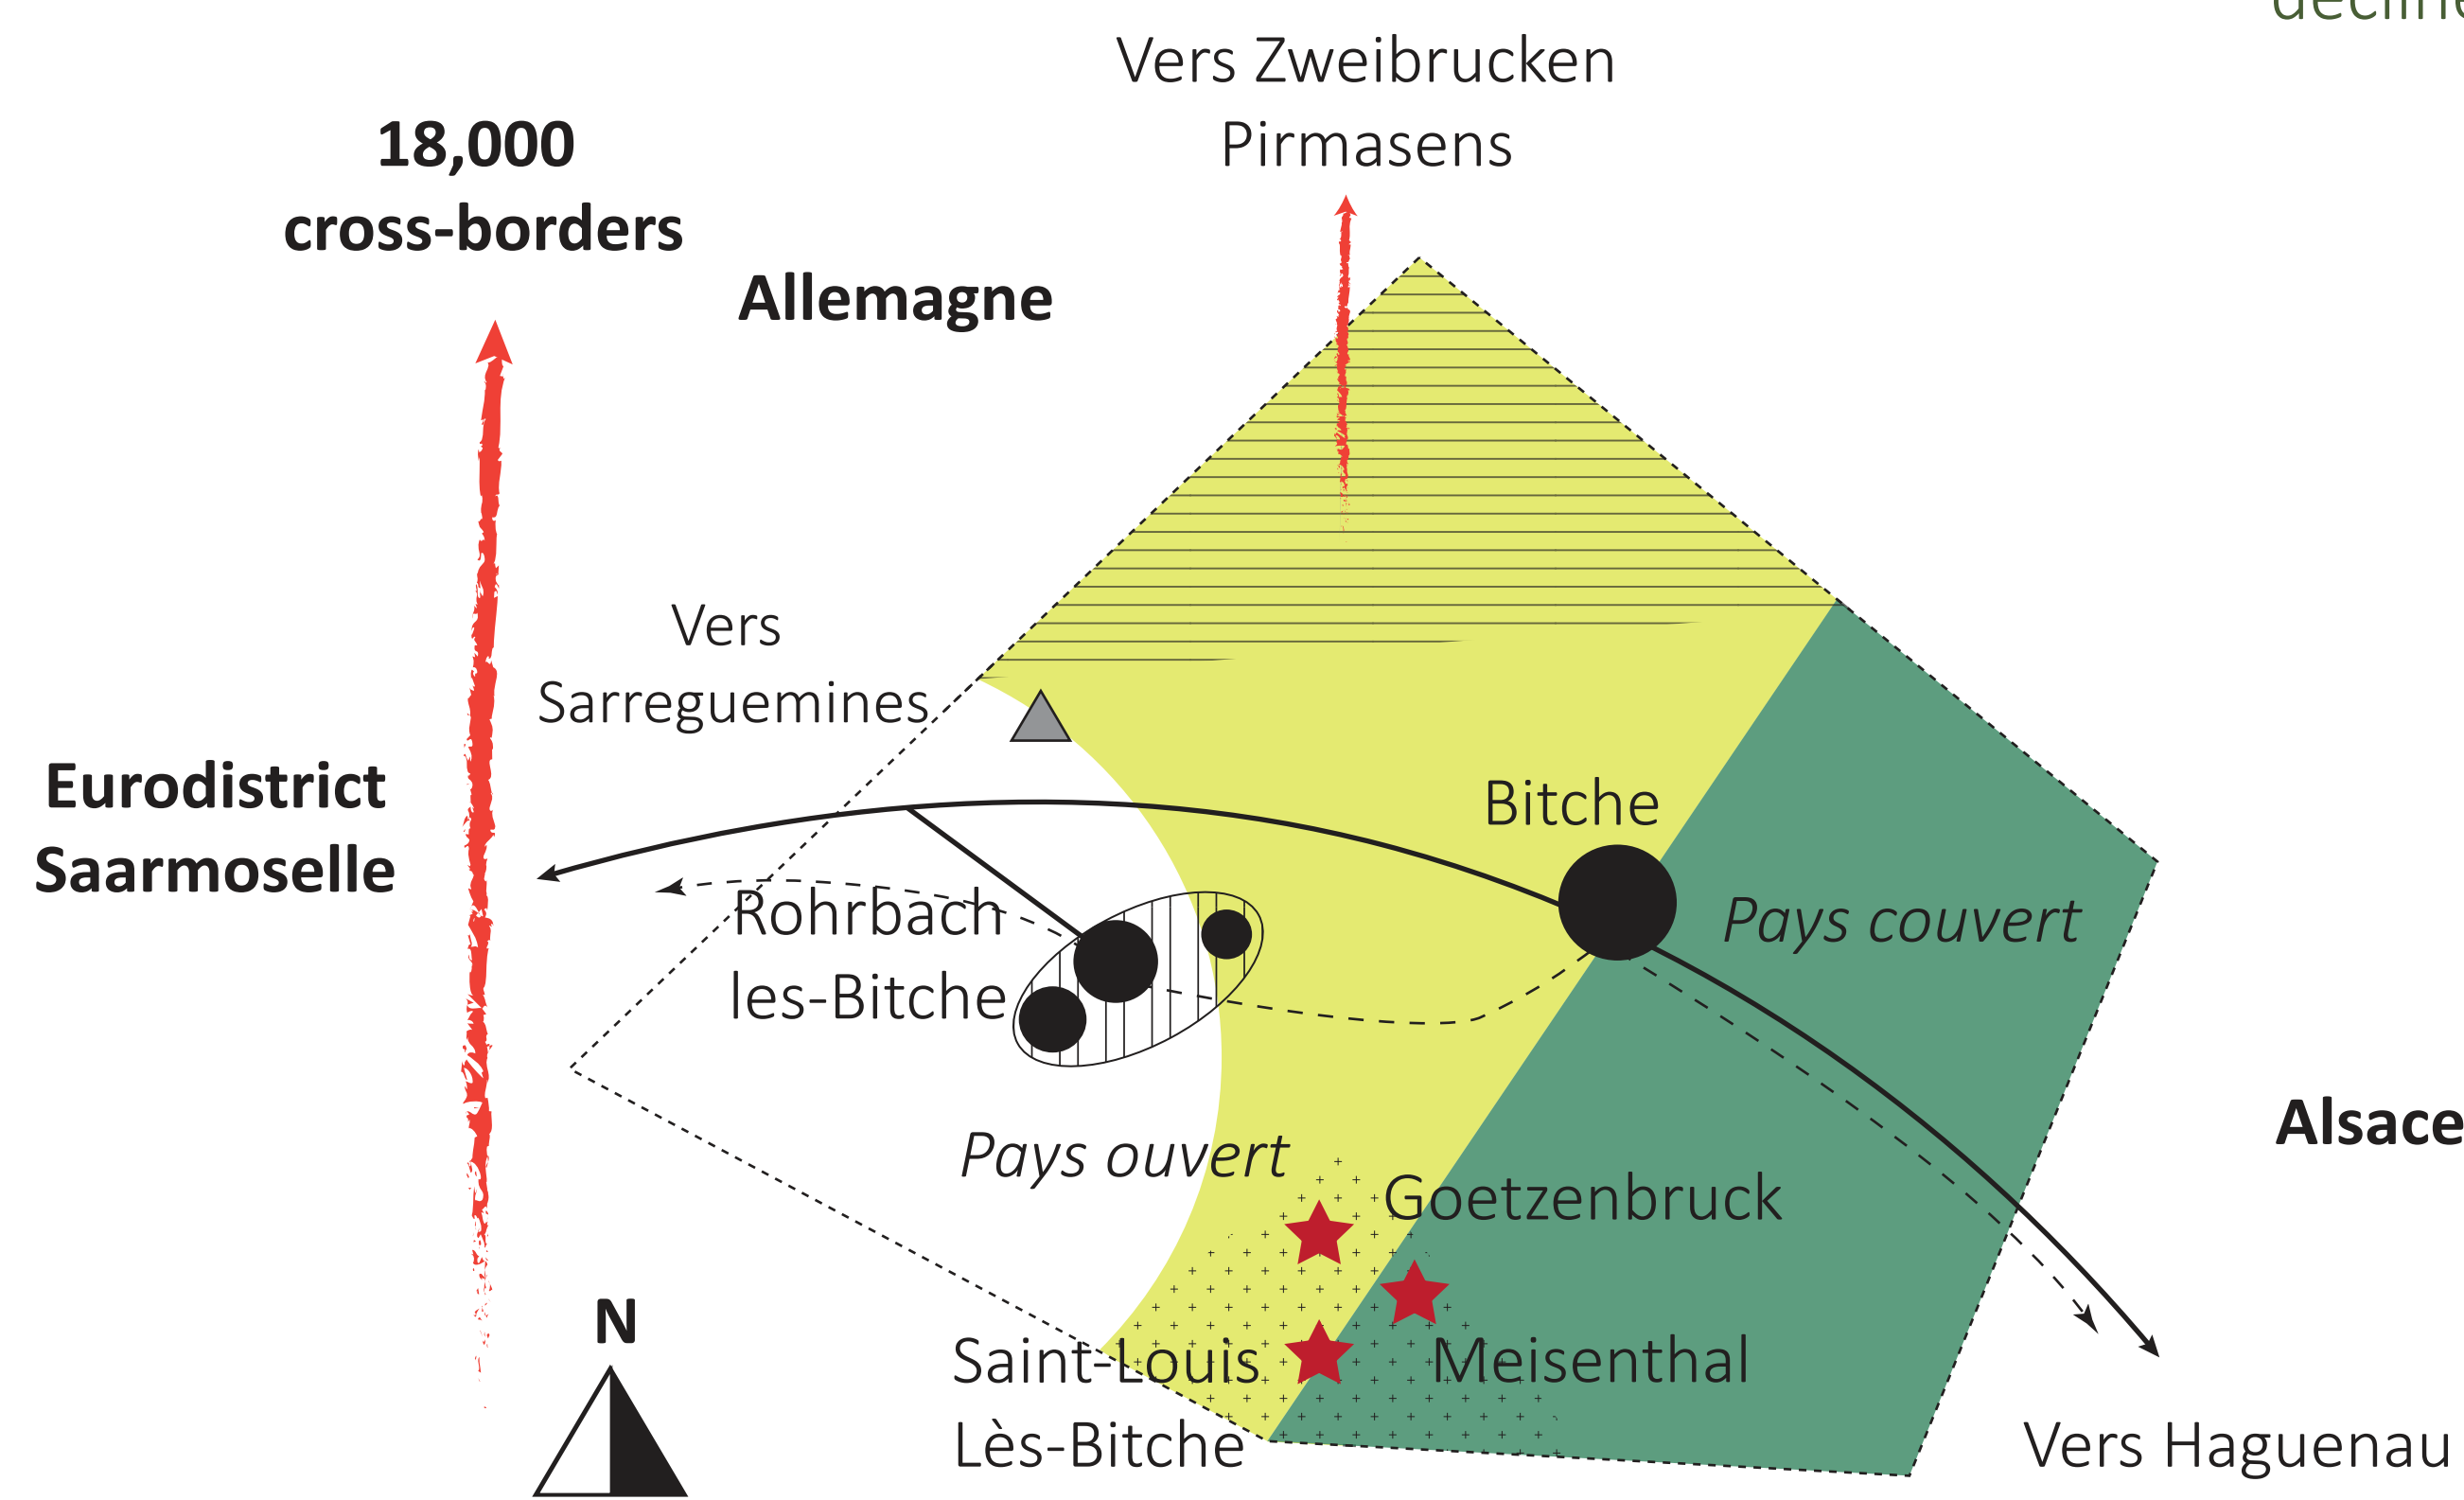 Vers Zweibrucken
Pirmasens
18,000
cross-borders
Allemagne
Vers
Sarreguemines
Eurodistrict
Saarmoselle
Bitche
Rohrbach
les-Bitche
Pays couvert
Pays ouvert
Alsace
Goetzenbruck
N
Saint-Louis
Lès-Bitche
Meisenthal
Vers Haguenau